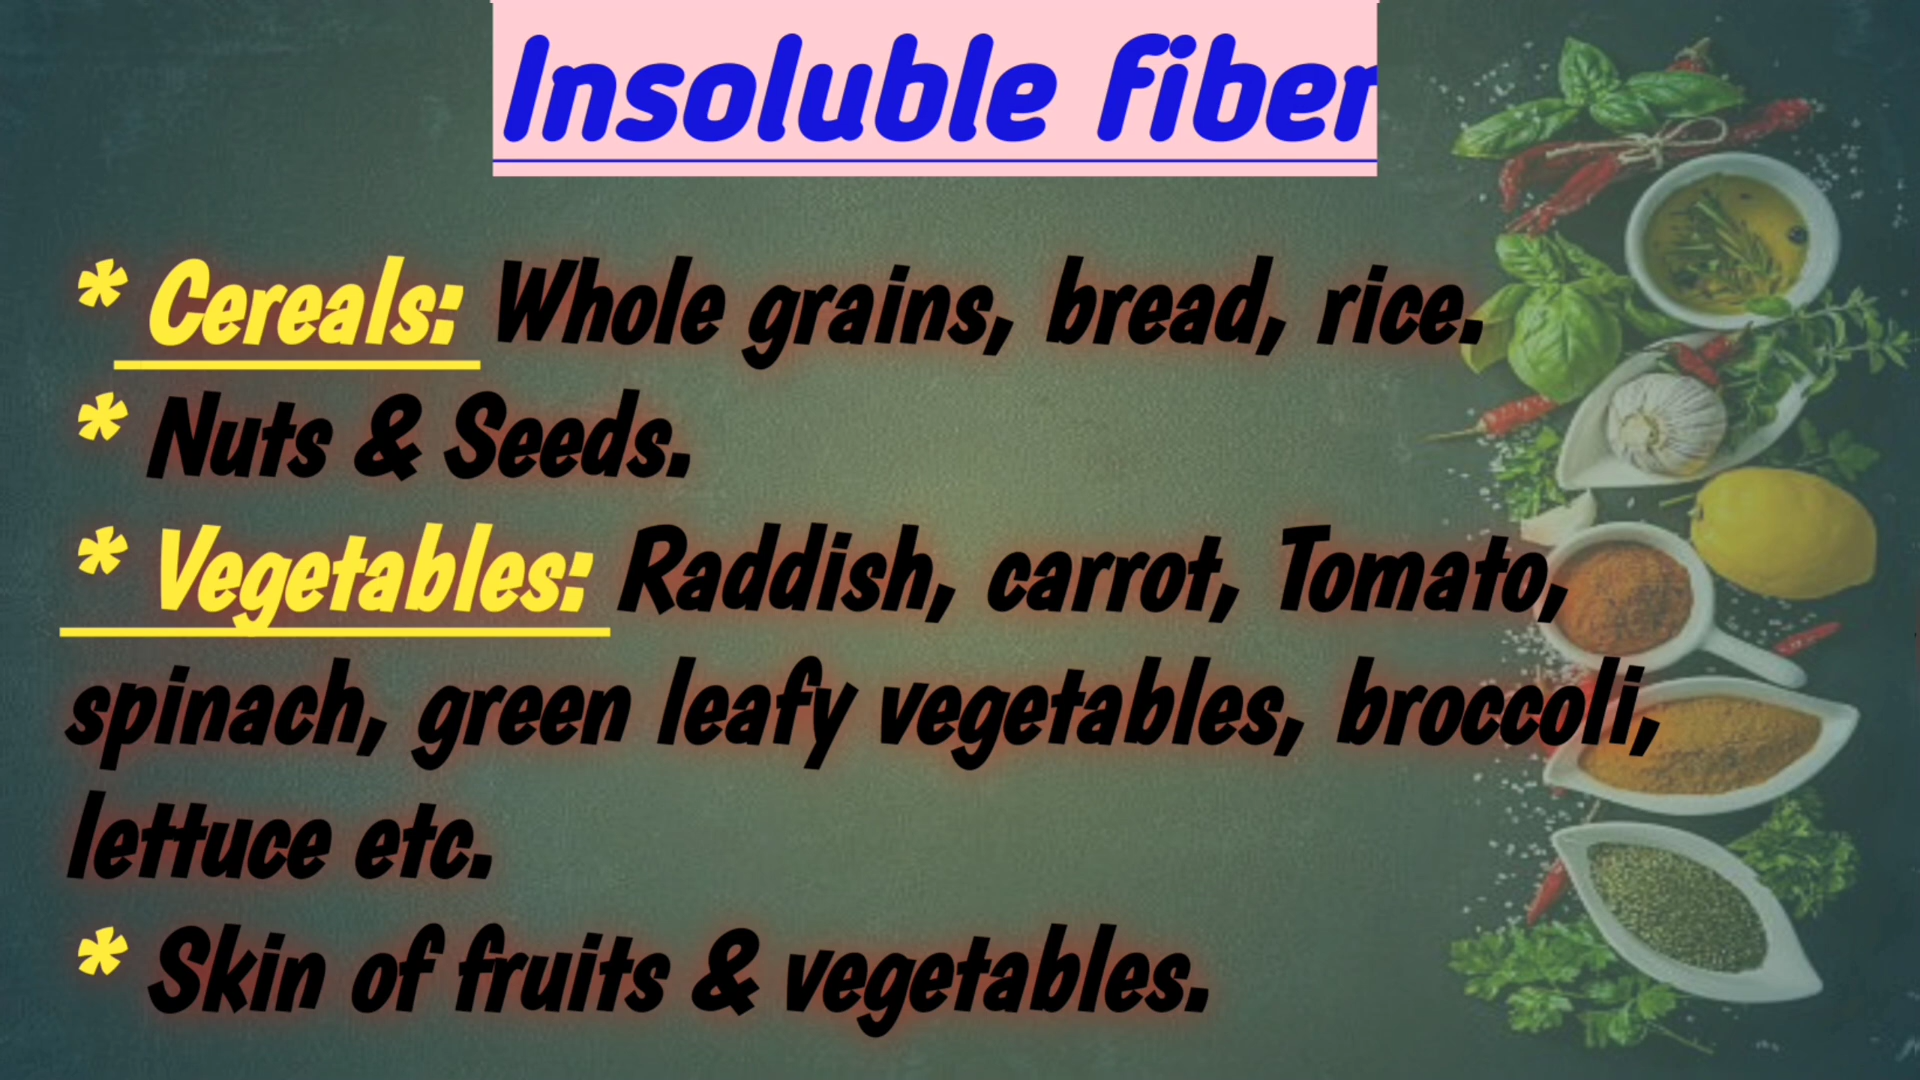 Insoluble fiber
* Cereals: Whole grains, bread, rice.
* Nuts & Seeds.
* Vegetables: Raddish, carrot, Tomato,
spinach, green leafy vegetables, broccoli,
lettuce etc.
* Skin of fruits & vegetables.